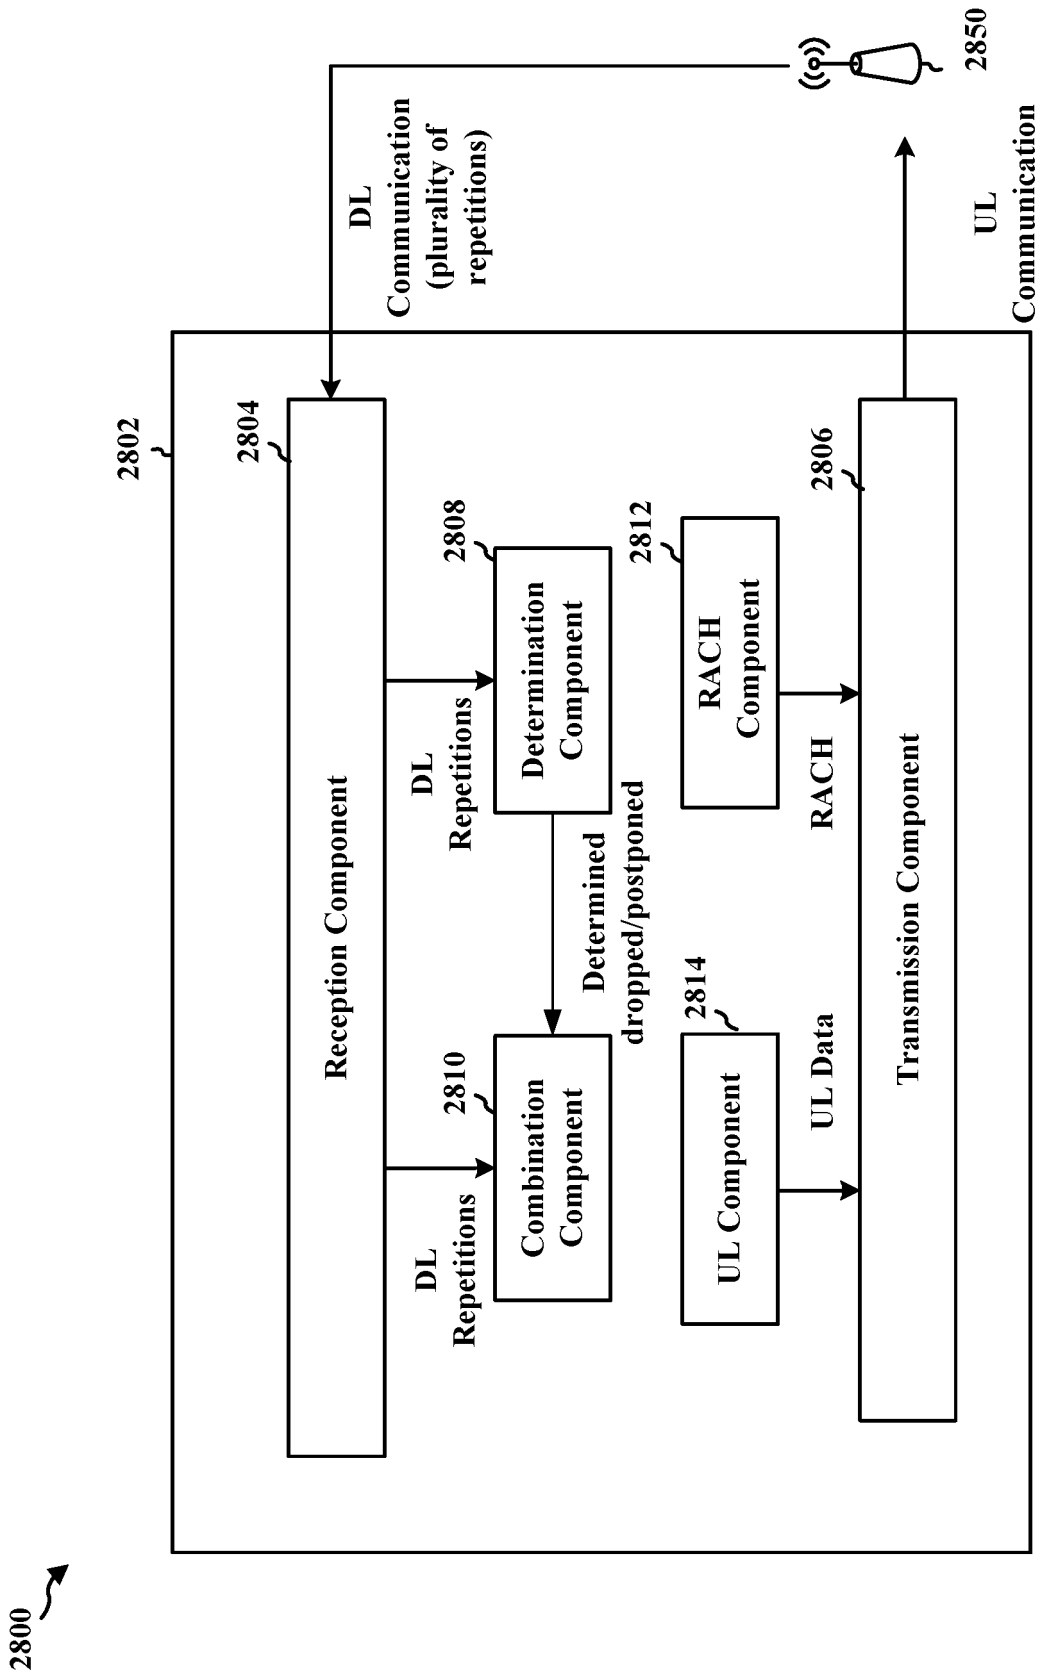 2800
2802
2804
Reception Component
DL
Communication
(plurality of
repetitions)
2850
DL
Repetitions
DL
Repetitions
2810
Combination
Component
2808
Determination
Component
Determined
dropped/postponed
2814
UL Component
2812
RACH
Component
UL Data
RACH
2806
Transmission Component
UL
Communication